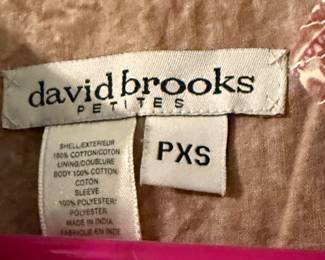 david brooks
PETITES
PXS
SHELL/EXTERIEUR
100% COTTON/COTON
LINING/DOUBLURE
BODY 100% COTTON/
COTON
SLEEVE
100% POLYESTER/
POLYESTER
MADE IN INDIA
FABRIQUE EN INDE